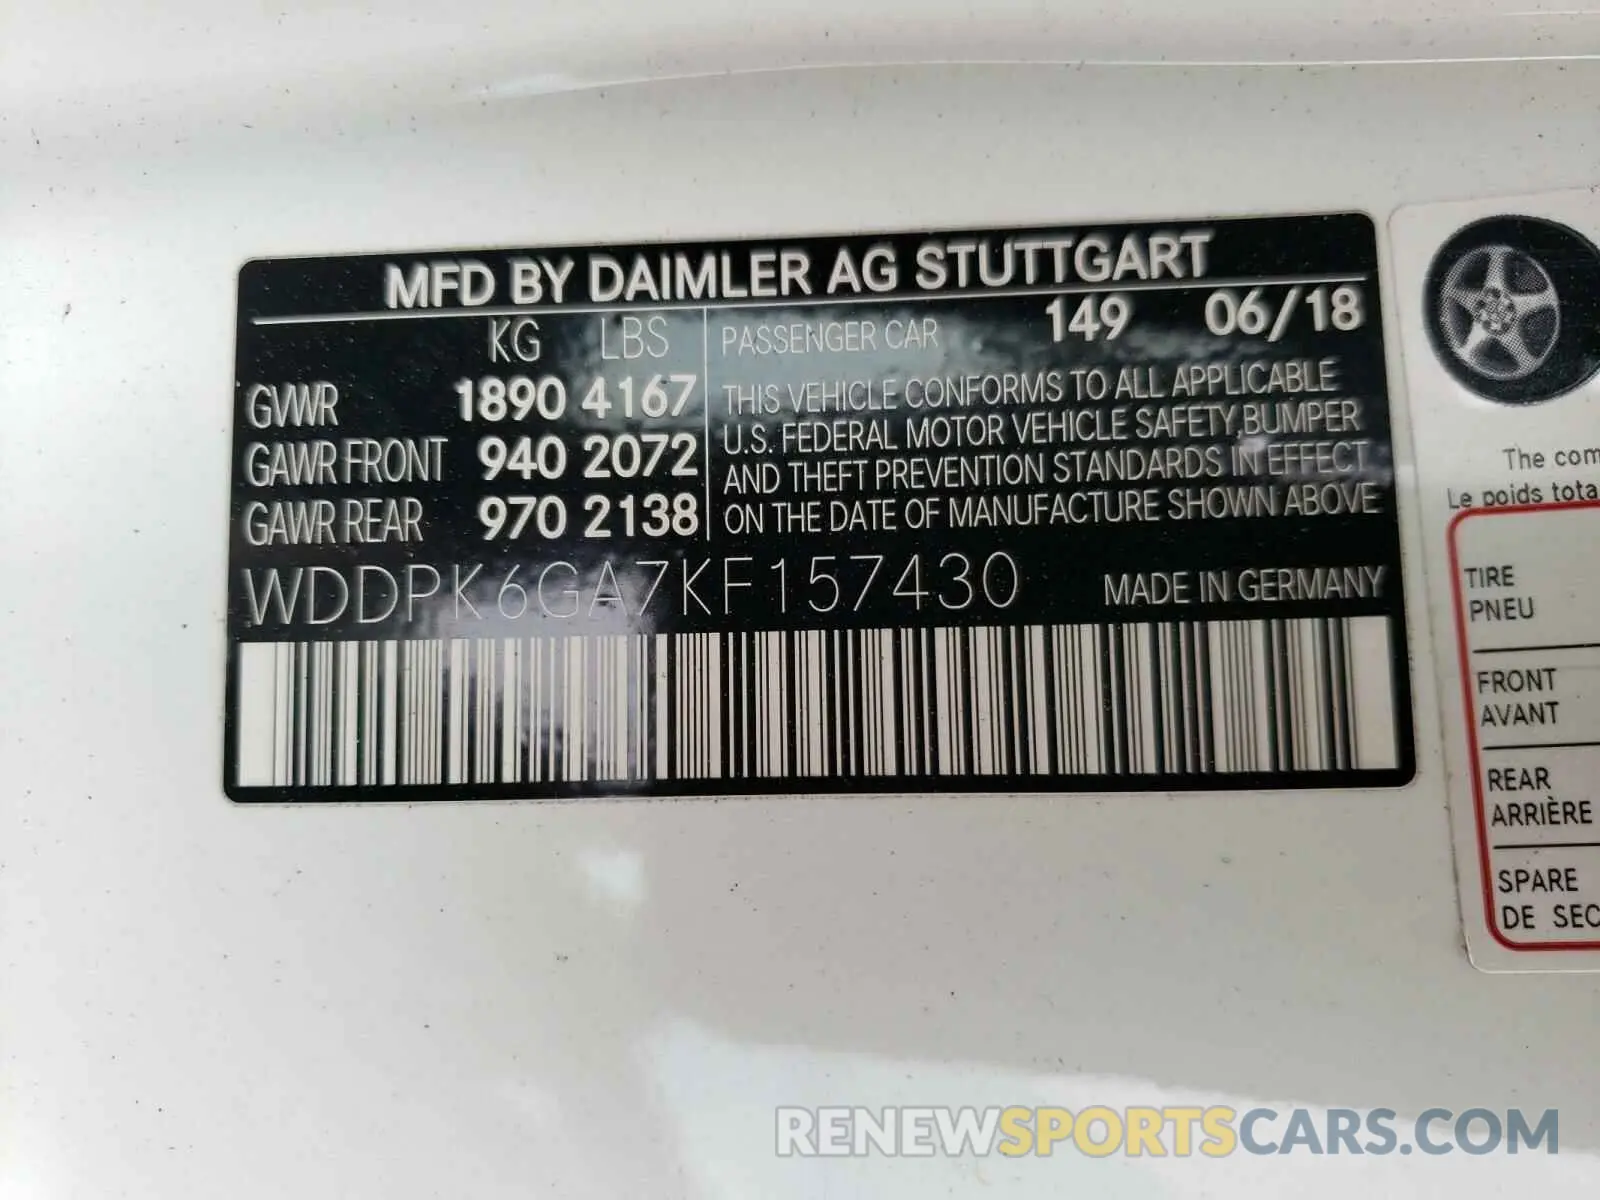 MFD BY DAIMLER AG STUTTGART
KG LBS
GVWR 1890 4167
GAWR FRONT 940 2072
GAWR REAR 970 2138
PASSENGER CAR 149 06/18
THIS VEHICLE CONFORMS TO ALL APPLICABLE
U.S. FEDERAL MOTOR VEHICLE SAFETY,BUMPER
AND THEFT PREVENTION STANDARDS IN EFFECT
ON THE DATE OF MANUFACTURE SHOWN ABOVE
WDDPK6GA7KF157430 MADE IN GERMANY
The com
Le poids tota
TIRE
PNEU
FRONT
AVANT
REAR
ARRIÈRE
SPARE
DE SEC
RENEWSPORTSCARS.COM